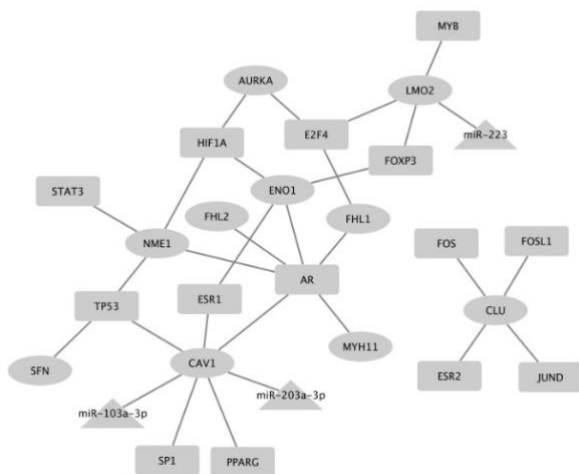 MYB
AURKA
LMO2
miR-223
E2F4
HIF1A
FOXP3
STAT3
ENO1
FHL2
FHL1
NME1
FOS
FOSL1
AR
TP53
ESR1
CLU
MYH11
SFN
CAV1
ESR2
JUND
miR-203a-3p
miR-103a-3p
SP1
PPARG